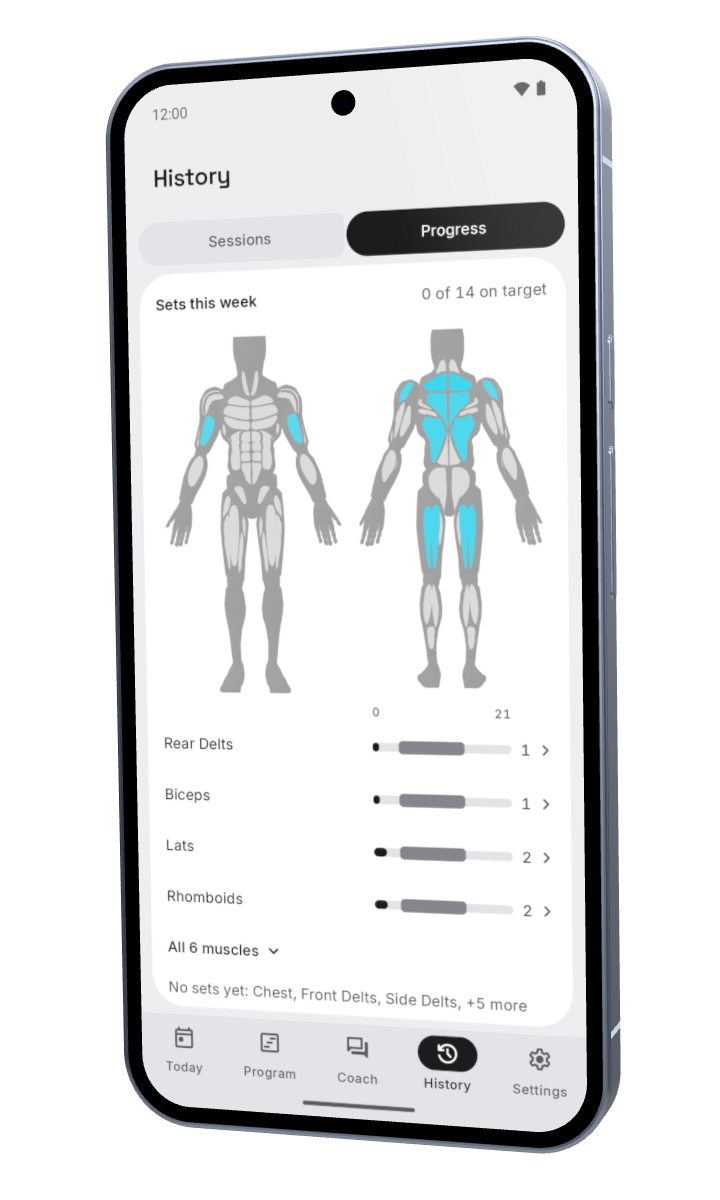 12:00
History
Sessions
Progress
Sets this week
0 of 14 on target
0 21
Rear Delts 1
Biceps 1
Lats 2
Rhomboids 2
All 6 muscles
No sets yet: Chest, Front Delts, Side Delts, +5 more
Today
Program
Coach
History
Settings